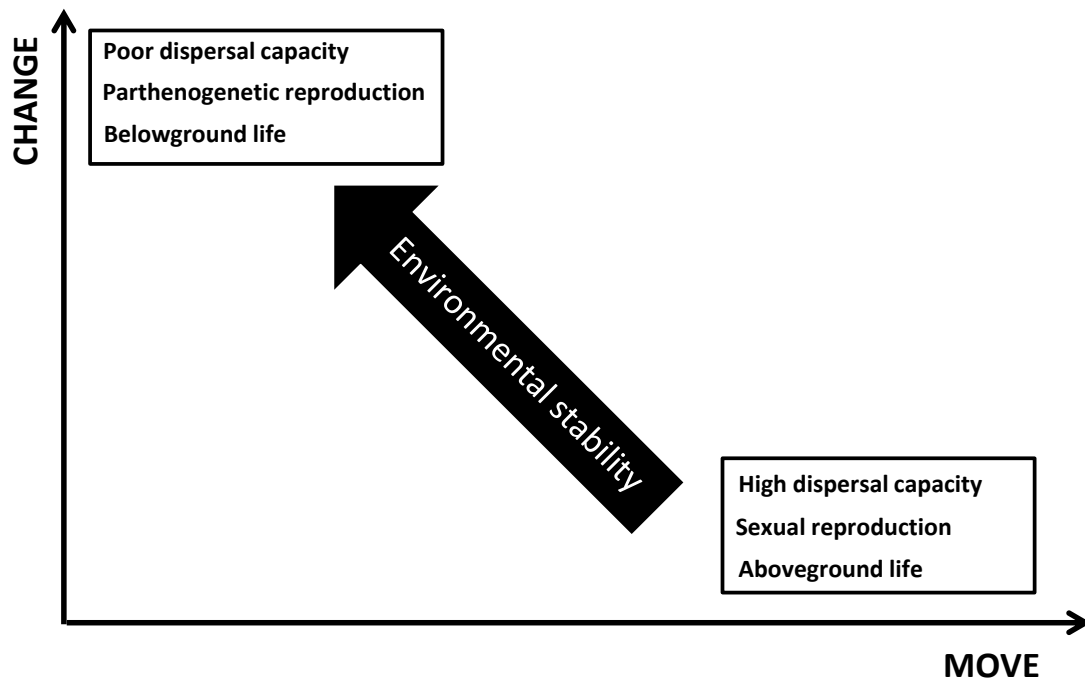 CHANGE
Poor dispersal capacity
Parthenogenetic reproduction
Belowground life
Environmental stability
High dispersal capacity
Sexual reproduction
Aboveground life
MOVE